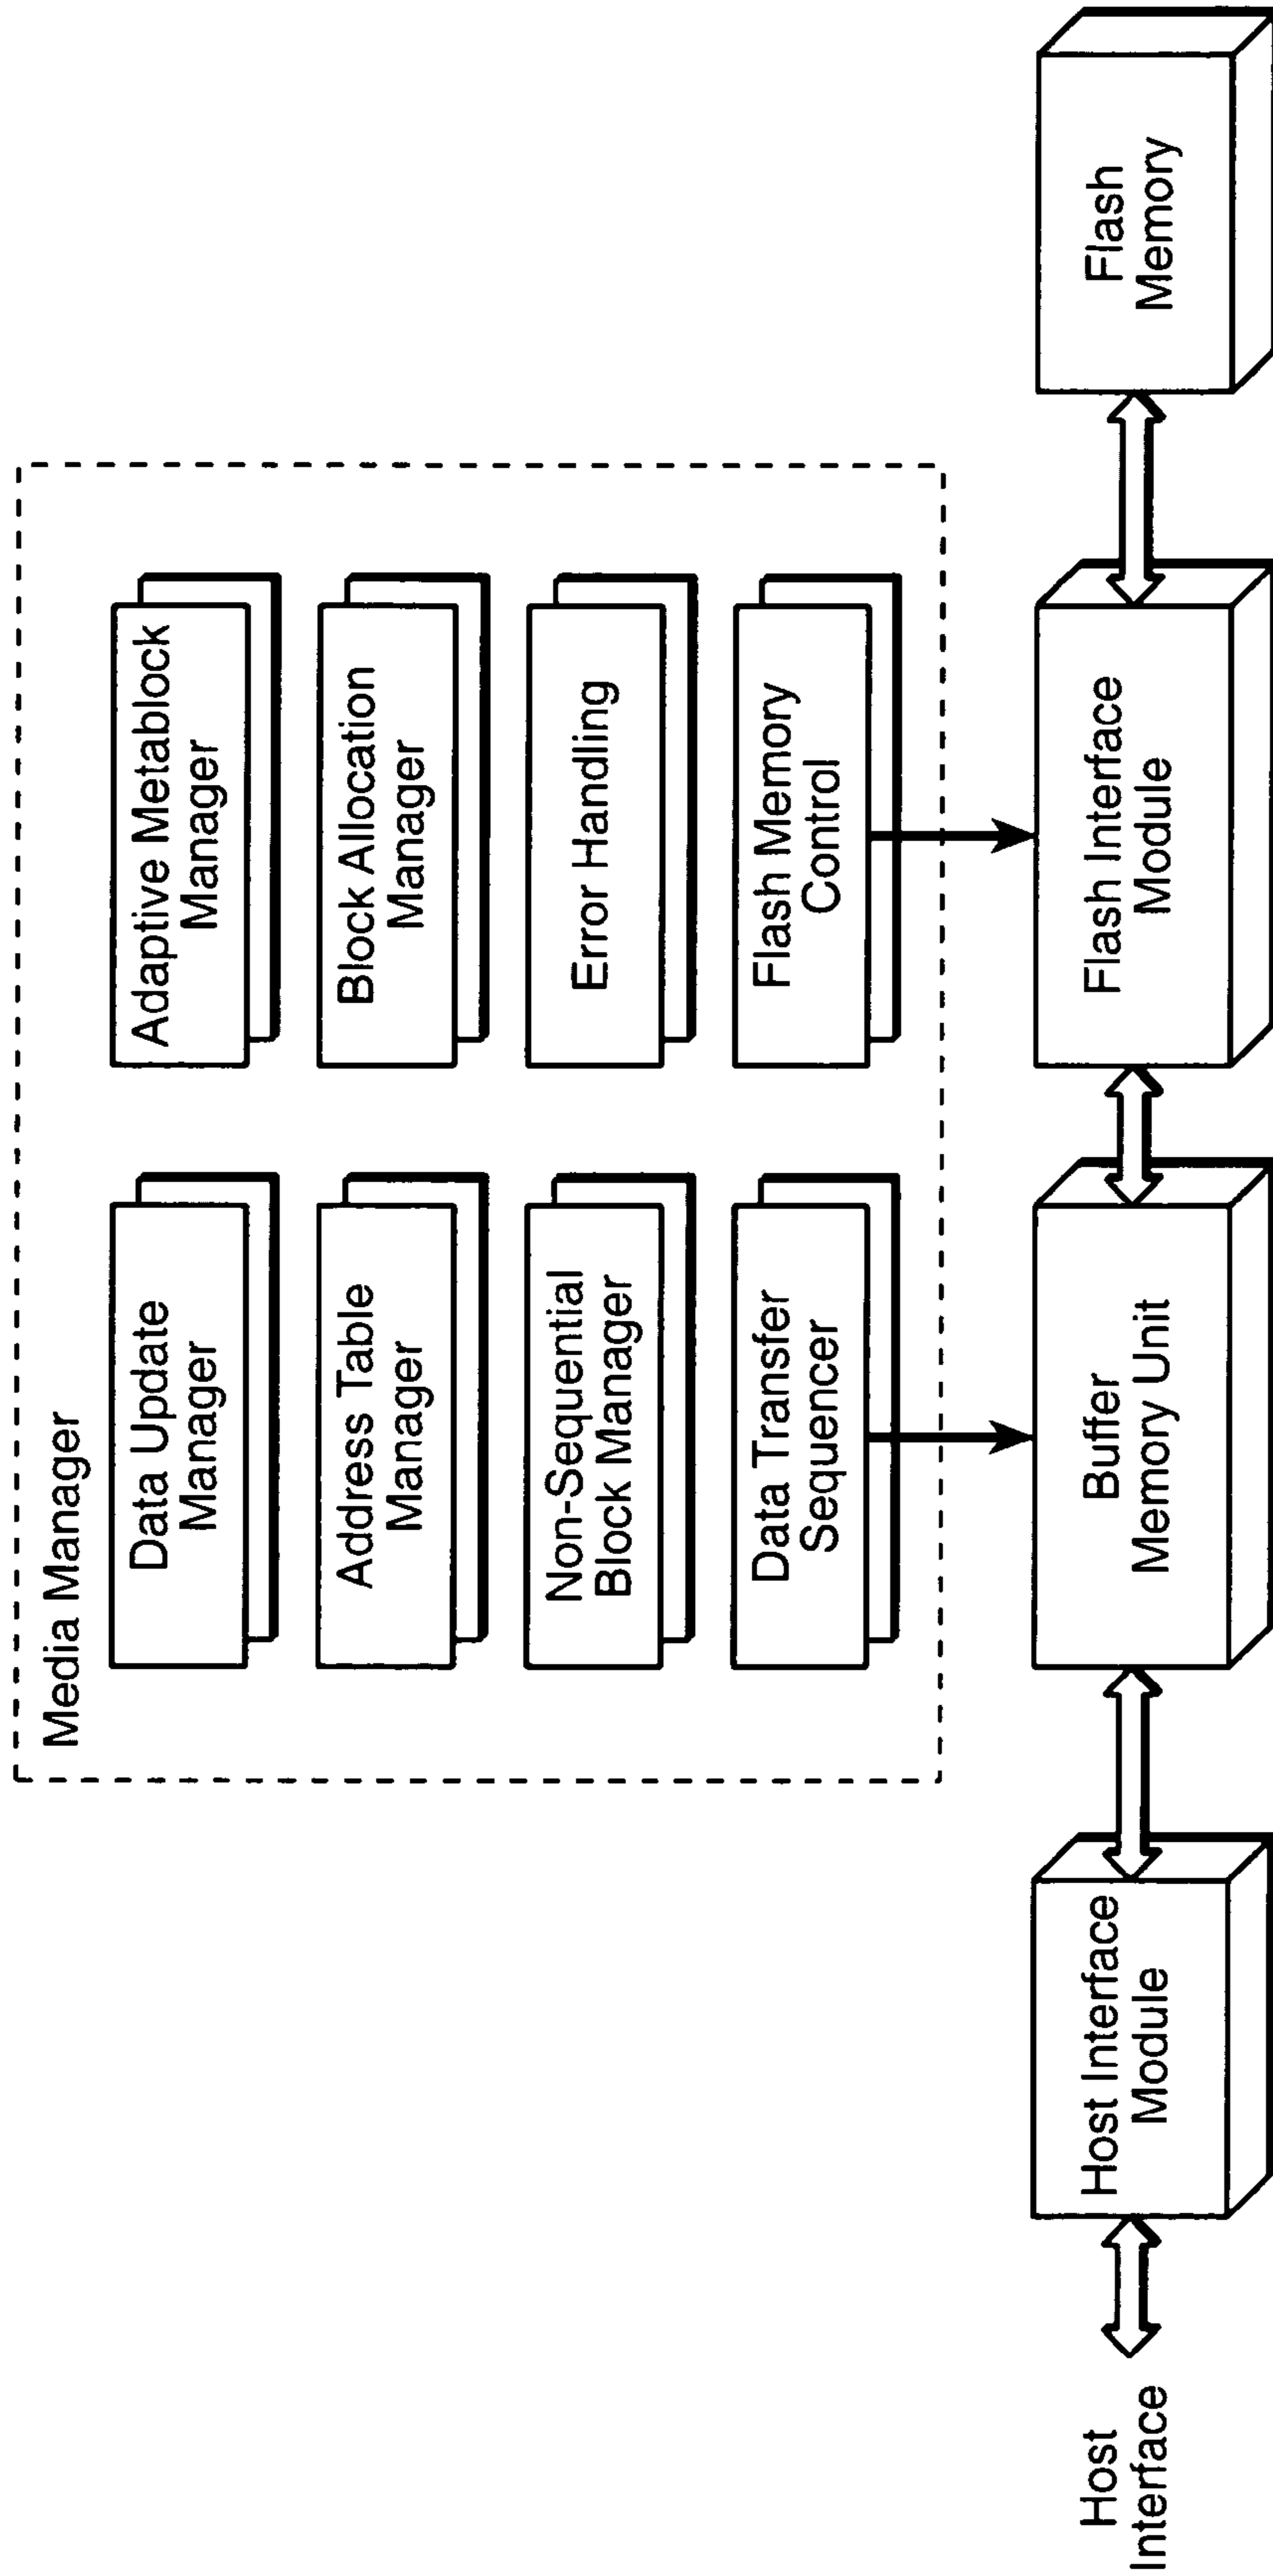 Media Manager
Data Update
Manager
Adaptive Metablock
Manager
Address Table
Manager
Block Allocation
Manager
Non-Sequential
Block Manager
Error Handling
Data Transfer
Sequencer
Flash Memory
Control
Host
Interface
Host Interface
Module
Buffer
Memory Unit
Flash Interface
Module
Flash
Memory